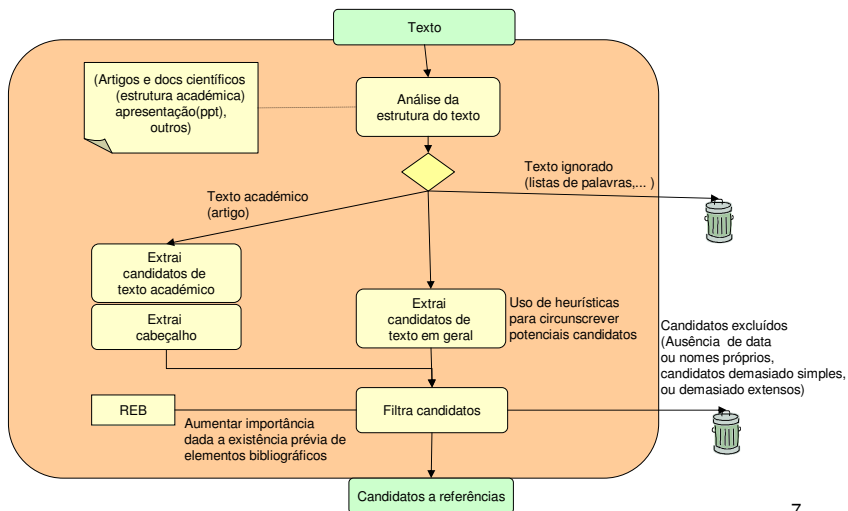 Texto
(Artigos e docs científicos
(estrutura académica)
apresentação(ppt),
outros)
Análise da
estrutura do texto
Texto ignorado
(listas de palavras,... )
Texto académico
(artigo)
Extrai
candidatos de
texto académico
Extrai
cabeçalho
Extrai
candidatos de
texto em geral
Uso de heurísticas
para circunscrever
potenciais candidatos
Candidatos excluídos
(Ausência de data
ou nomes próprios,
candidatos demasiado simples,
ou demasiado extensos)
REB
Filtra candidatos
Aumentar importância
dada a existência prévia de
elementos bibliográficos
Candidatos a referências
7